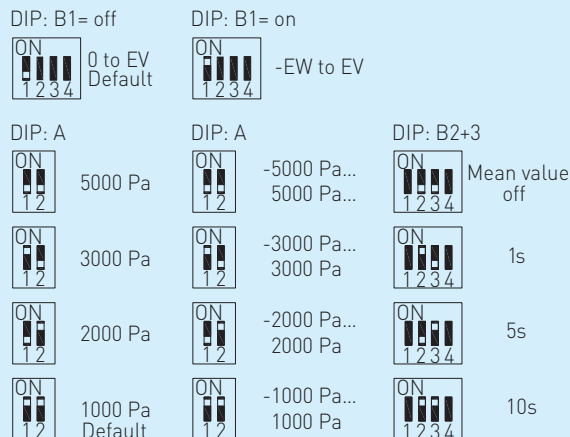 DIP: B1= off
DIP: B1= on
ON
1234
0 to EV
Default
ON
1234
-EW to EV
DIP: A
DIP: A
DIP: B2+3
ON
12
5000 Pa
ON
12
-5000 Pa...
5000 Pa...
ON
1234
Mean value
off
ON
12
3000 Pa
ON
12
-3000 Pa...
3000 Pa
ON
1234
1s
ON
12
2000 Pa
ON
12
-2000 Pa...
2000 Pa
ON
1234
5s
ON
12
1000 Pa
Default
ON
12
-1000 Pa...
1000 Pa
ON
1234
10s